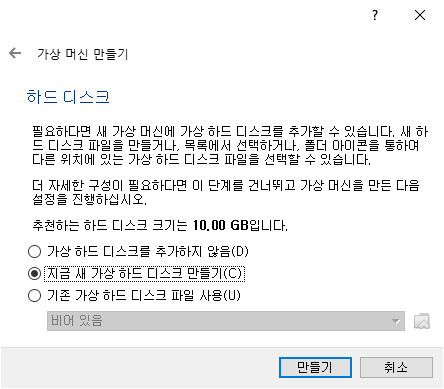 ?
가상 머신 만들기
하드 디스크
필요하다면 새 가상 머신에 가상 하드 디스크를 추가할 수 있습니다. 새 하
드 디스크 파일을 만들거나, 목록에서 선택하거나, 폴더 아이콘을 통하여
다른 위치에 있는 가상 하드 디스크 파일을 선택할 수 있습니다.
더 자세한 구성이 필요하다면 이 단계를 건너뛰고 가상 머신을 만든 다음
설정을 진행하십시오.
추천하는 하드 디스크 크기는 10.00 GB입니다.
가상 하드 디스크를 추가하지 않음(D)
지금 새 가상 하드 디스크 만들기(C)
기존 가상 하드 디스크 파일 사용(U)
비어 있음
만들기 취소